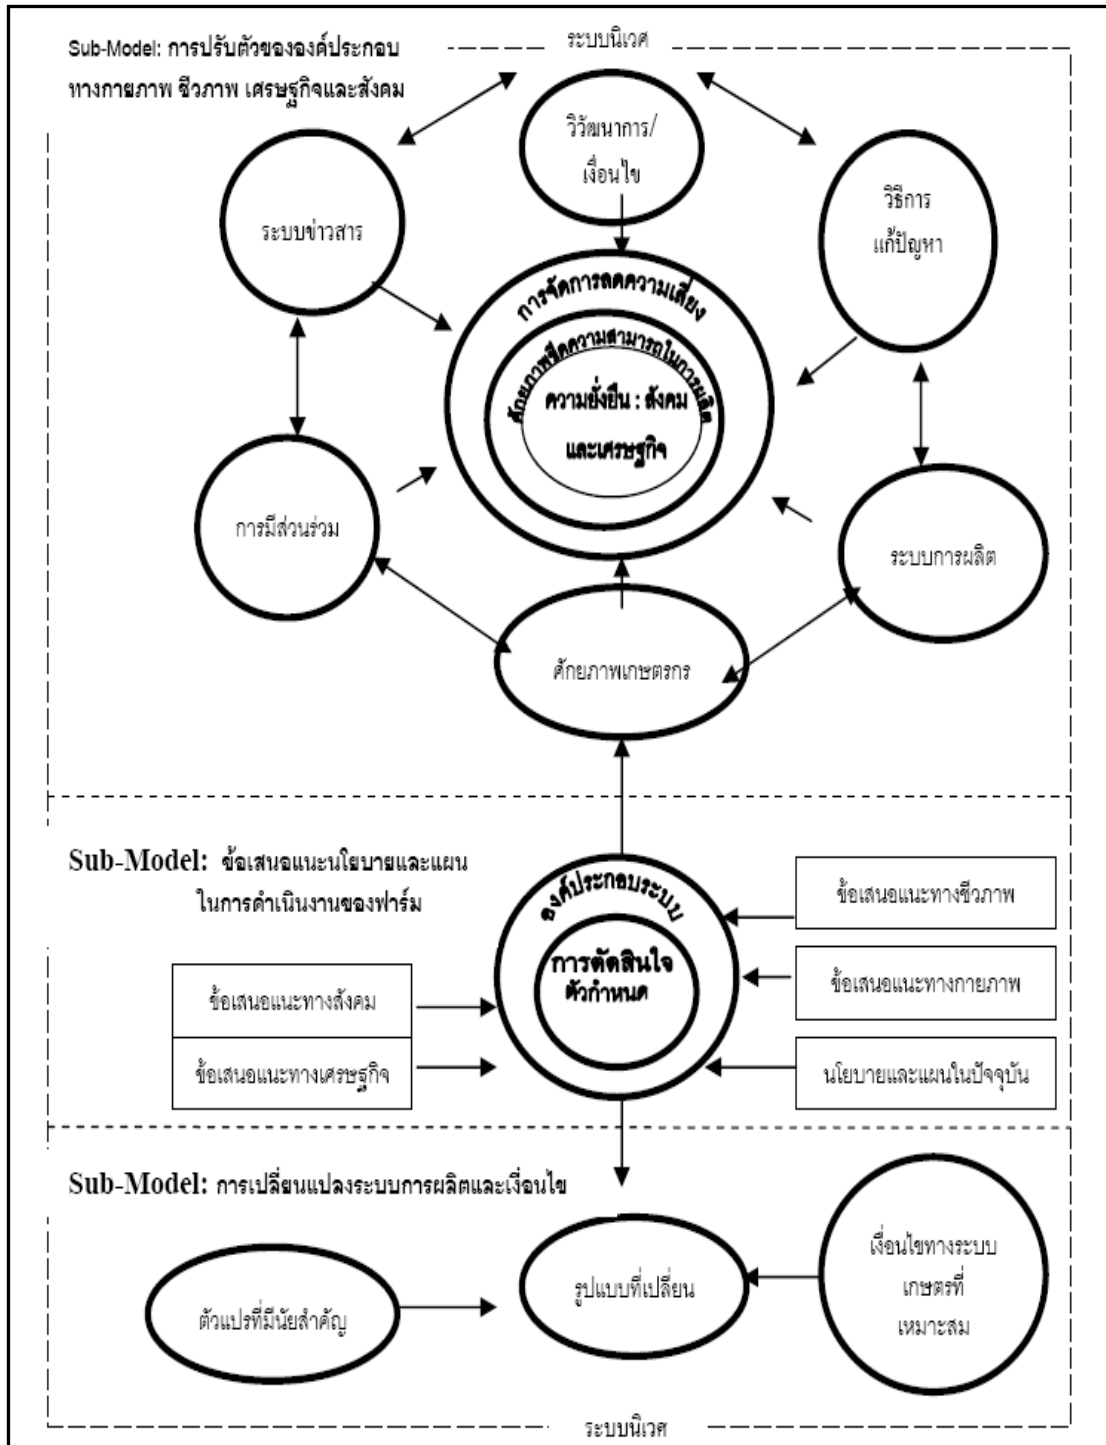 ระบบนิเวศ
Sub-Model: การปรับตัวขององค์ประกอบ
ทางกายภาพ ชีวภาพ เศรษฐกิจและสังคม
วิวัฒนาการ/
เงื่อนไข
ระบบข่าวสาร
วิธีการ
แก้ปัญหา
การจัดการลดความเสี่ยง
ศักยภาพขีดความสามารถในการผลิต
ความยั่งยืน : สังคม
และเศรษฐกิจ
การมีส่วนร่วม
ระบบการผลิต
ศักยภาพเกษตรกร
Sub-Model: ข้อเสนอแนะนโยบายและแผน
ในการดำเนินงานของฟาร์ม
องค์ประกอบระบบ
การตัดสินใจ
ตัวกำหนด
ข้อเสนอแนะทางชีวภาพ
ข้อเสนอแนะทางกายภาพ
นโยบายและแผนในปัจจุบัน
ข้อเสนอแนะทางสังคม
ข้อเสนอแนะทางเศรษฐกิจ
Sub-Model: การเปลี่ยนแปลงระบบการผลิตและเงื่อนไข
ตัวแปรที่มีนัยสำคัญ
รูปแบบที่เปลี่ยน
เงื่อนไขทางระบบ
เกษตรที่
เหมาะสม
ระบบนิเวศ